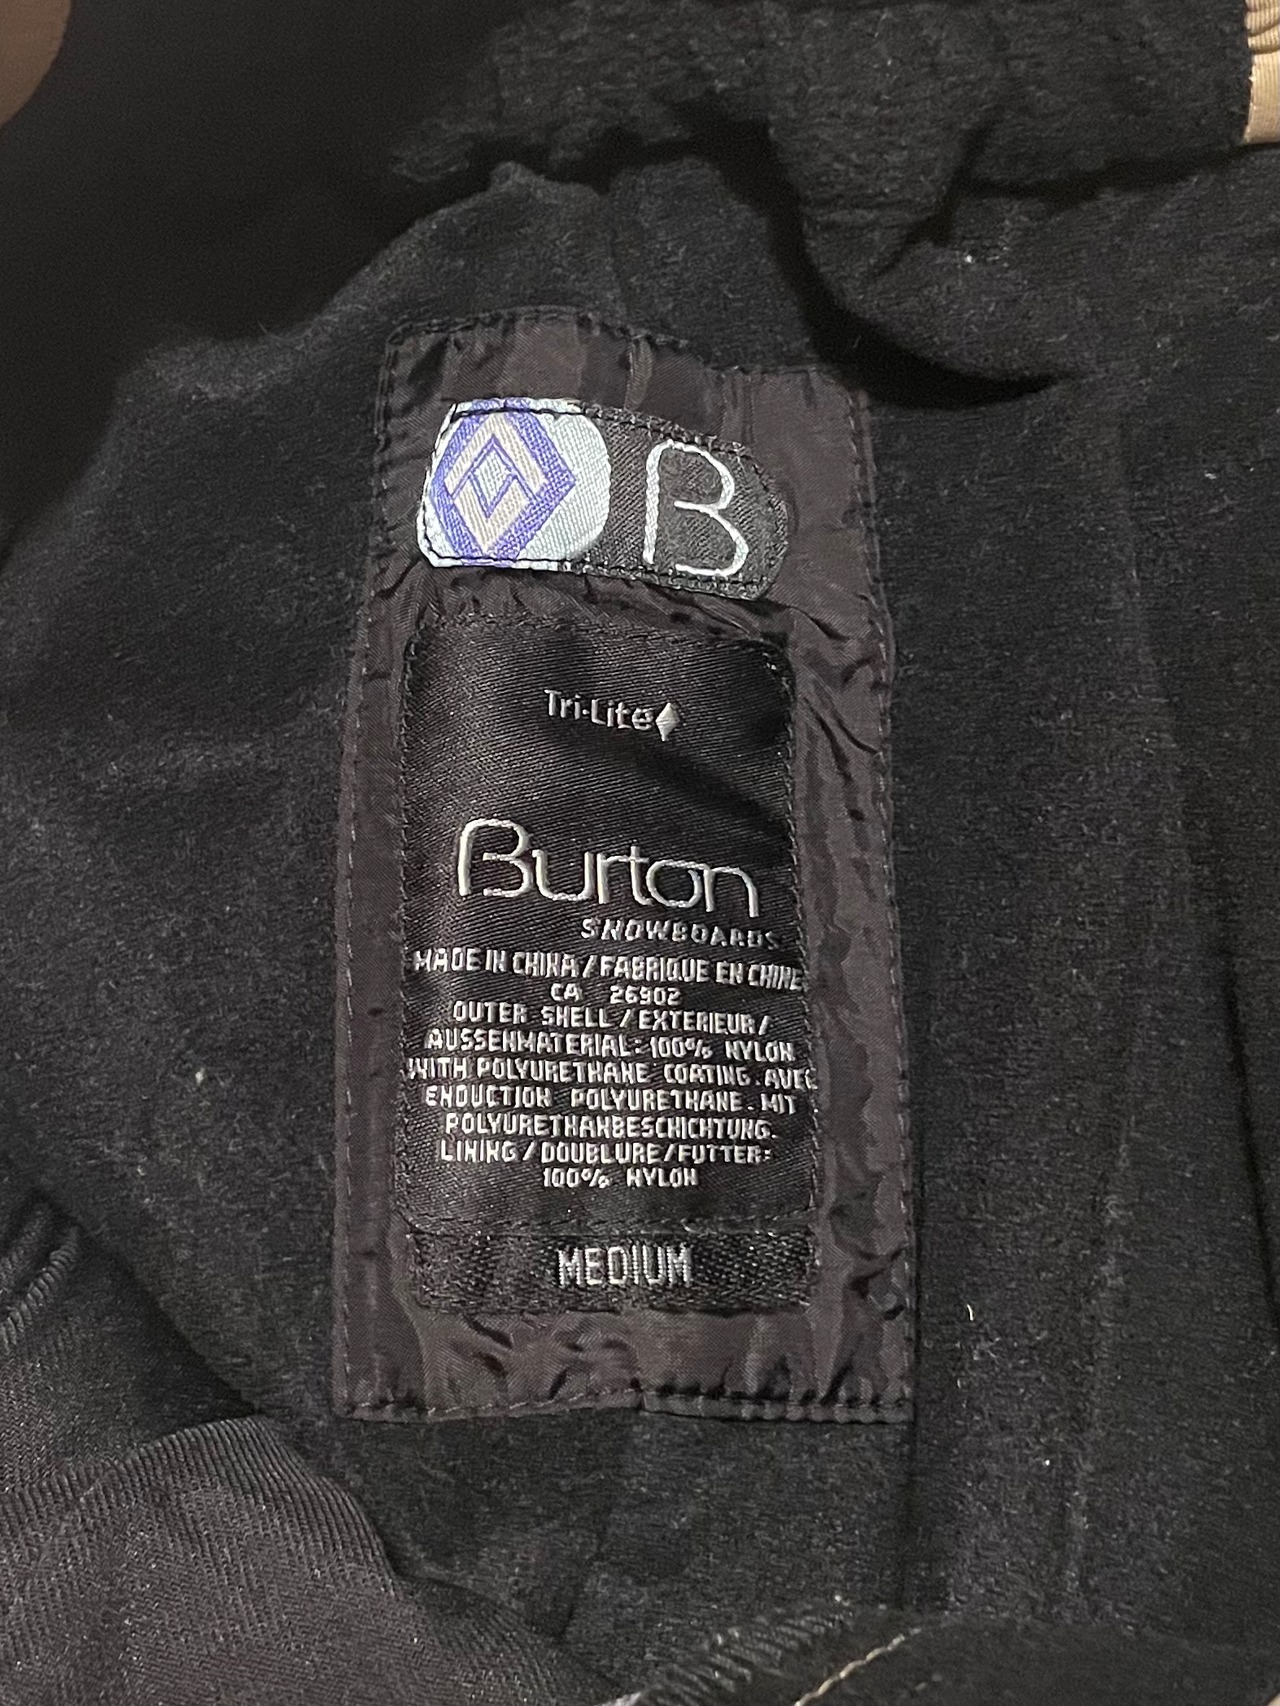 B
Tri-Lite
Burton
SNOWBOARDS
MADE IN CHINA / FABRIQUE EN CHINE
CA 26902
OUTER SHELL / EXTERIEUR /
AUSSENMATERIAL: 100% NYLON
WITH POLYURETHANE COATING. AVEC
ENDUCTION POLYURETHANE. MIT
POLYURETHANBESCHICHTUNG.
LINING / DOUBLURE / FUTTER:
100% NYLON
MEDIUM